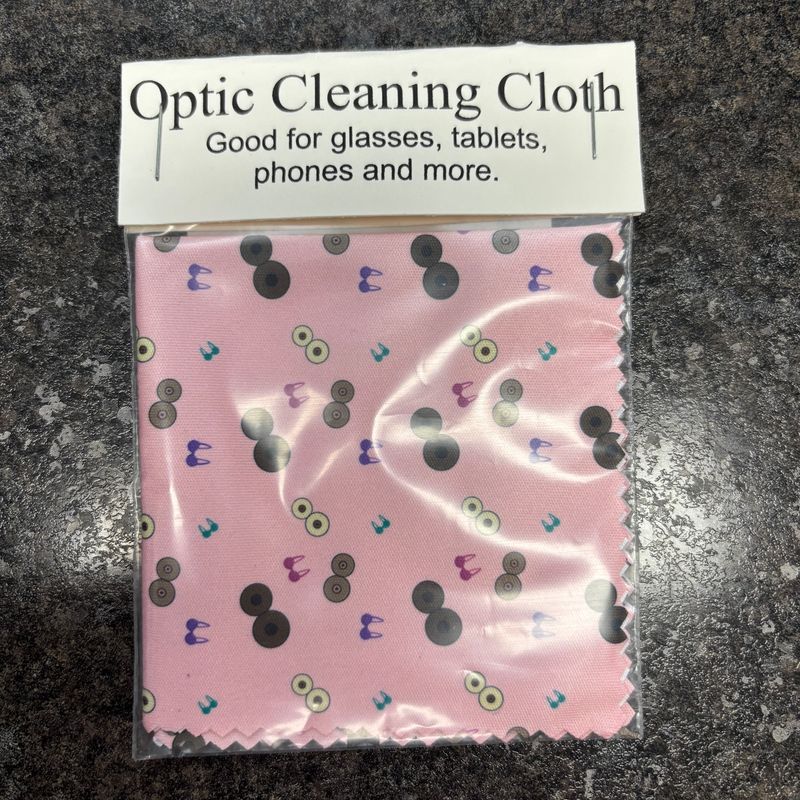 Optic Cleaning Cloth
Good for glasses, tablets,
phones and more.